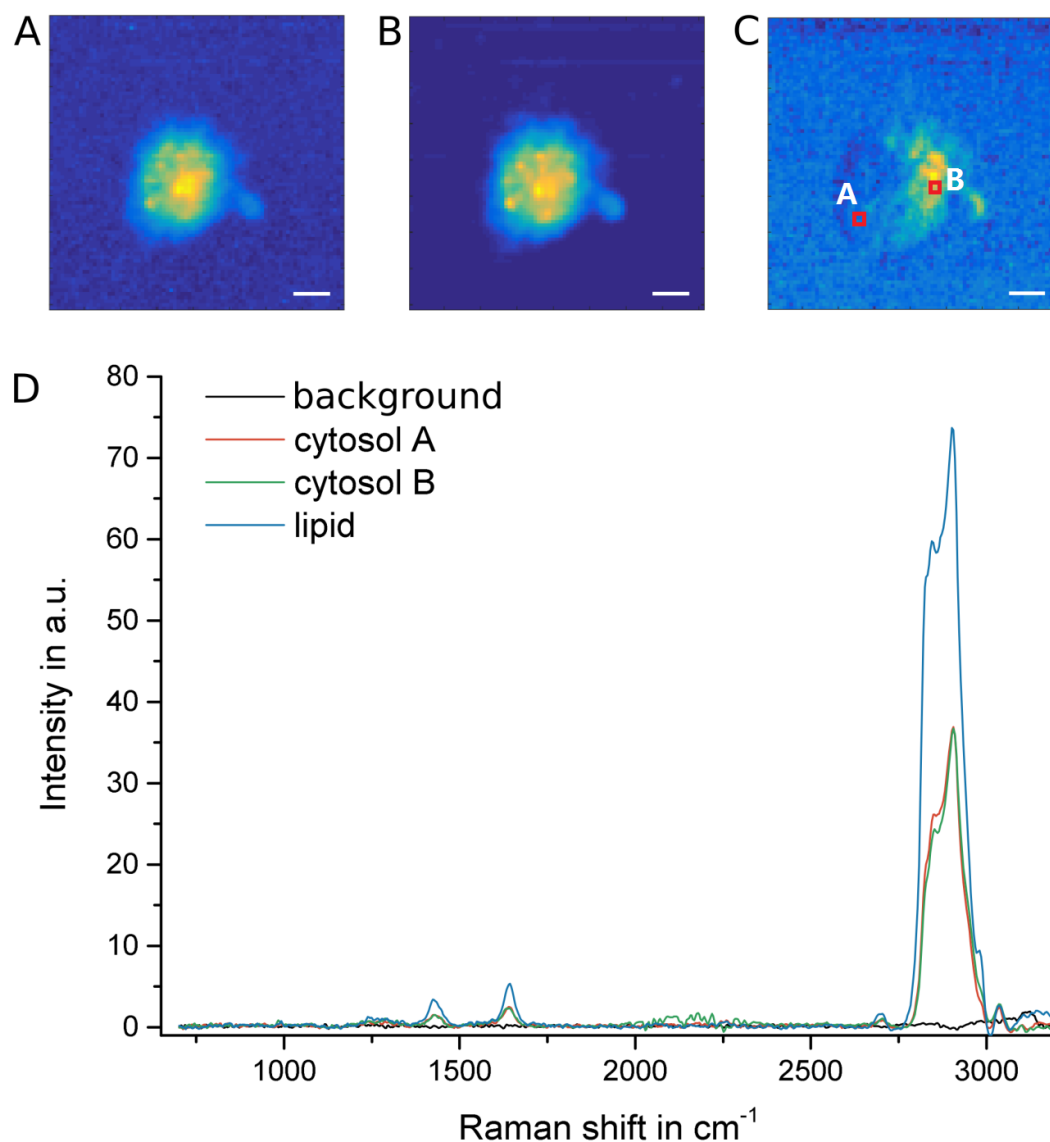 A B C
A B
D
80
70
60
50
40
30
20
10
0
Intensity in a.u.
background
cytosol A
cytosol B
lipid
1000 1500 2000 2500 3000
Raman shift in cm⁻¹